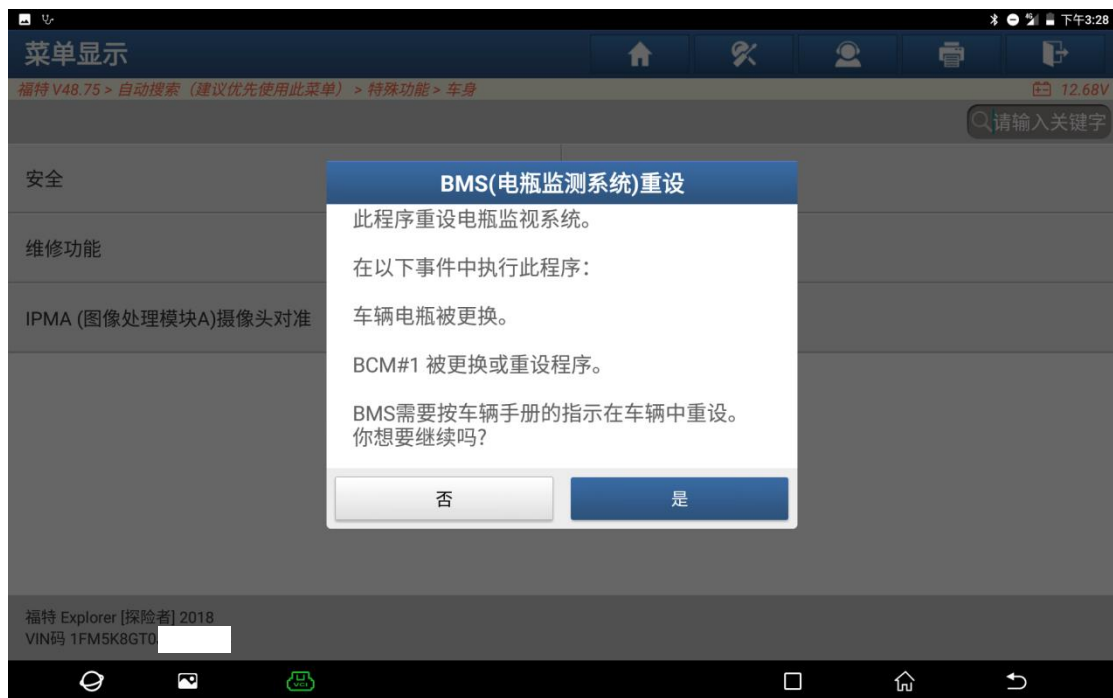 下午3:28
菜单显示
福特 V48.75 > 自动搜索（建议优先使用此菜单）> 特殊功能 > 车身
12.68V
请输入关键字
安全
BMS(电瓶监测系统)重设
此程序重设电瓶监视系统。
维修功能
在以下事件中执行此程序：
IPMA (图像处理模块A)摄像头对准
车辆电瓶被更换。
BCM#1 被更换或重设程序。
BMS需要按车辆手册的指示在车辆中重设。
你想要继续吗?
否
是
福特 Explorer [探险者] 2018
VIN码 1FM5K8GT0
VCI